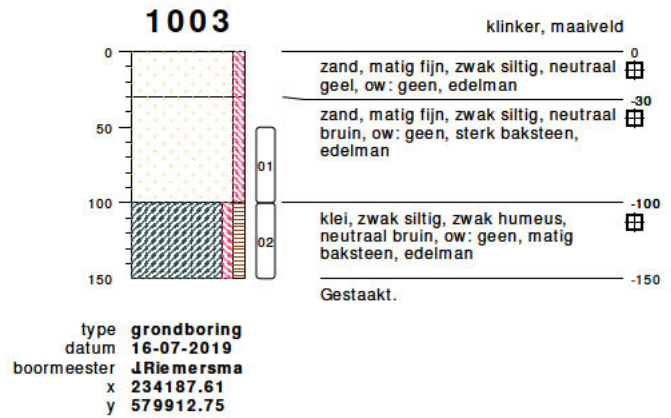 1003
klinker, maaiveld
0
0
zand, matig fijn, zwak siltig, neutraal
geel, ow: geen, edelman
-30
zand, matig fijn, zwak siltig, neutraal
bruin, ow: geen, sterk baksteen,
edelman
50
01
100
-100
klei, zwak siltig, zwak humeus,
neutraal bruin, ow: geen, matig
baksteen, edelman
02
150
-150
Gestaakt.
type grondboring
datum 16-07-2019
boormeester J.Riemersma
x 234187.61
y 579912.75